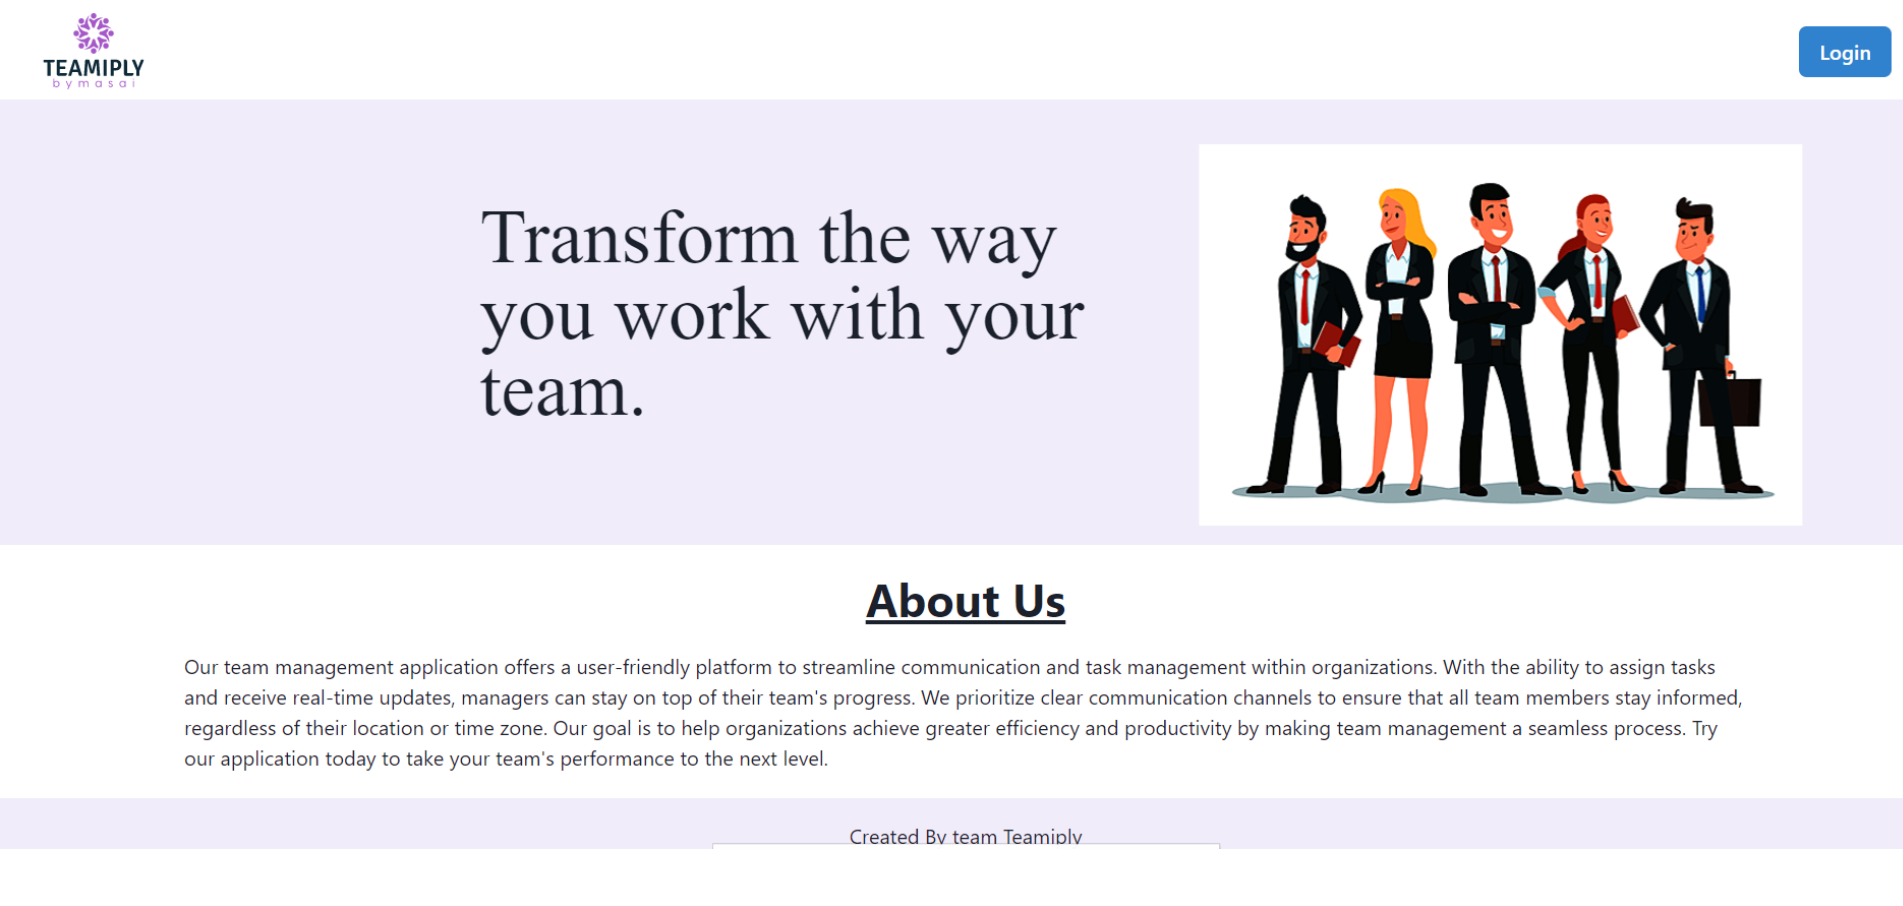 TEAMIPLY
bymasai
Login
Transform the way
you work with your
team.
About Us
Our team management application offers a user-friendly platform to streamline communication and task management within organizations. With the ability to assign tasks
and receive real-time updates, managers can stay on top of their team's progress. We prioritize clear communication channels to ensure that all team members stay informed,
regardless of their location or time zone. Our goal is to help organizations achieve greater efficiency and productivity by making team management a seamless process. Try
our application today to take your team's performance to the next level.
Created By team Teamiply